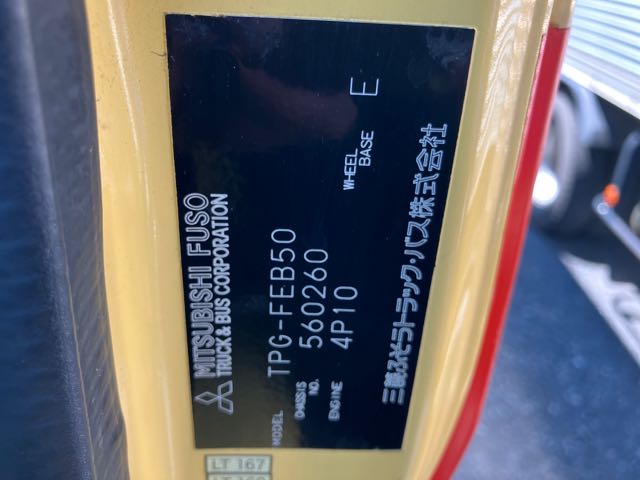 MITSUBISHI FUSO
TRUCK & BUS CORPORATION
MODEL TPG-FEB50
CHASSIS NO. 560260
ENGINE 4P10
WHEEL BASE E
三菱ふそうトラック・バス株式会社
LT 167